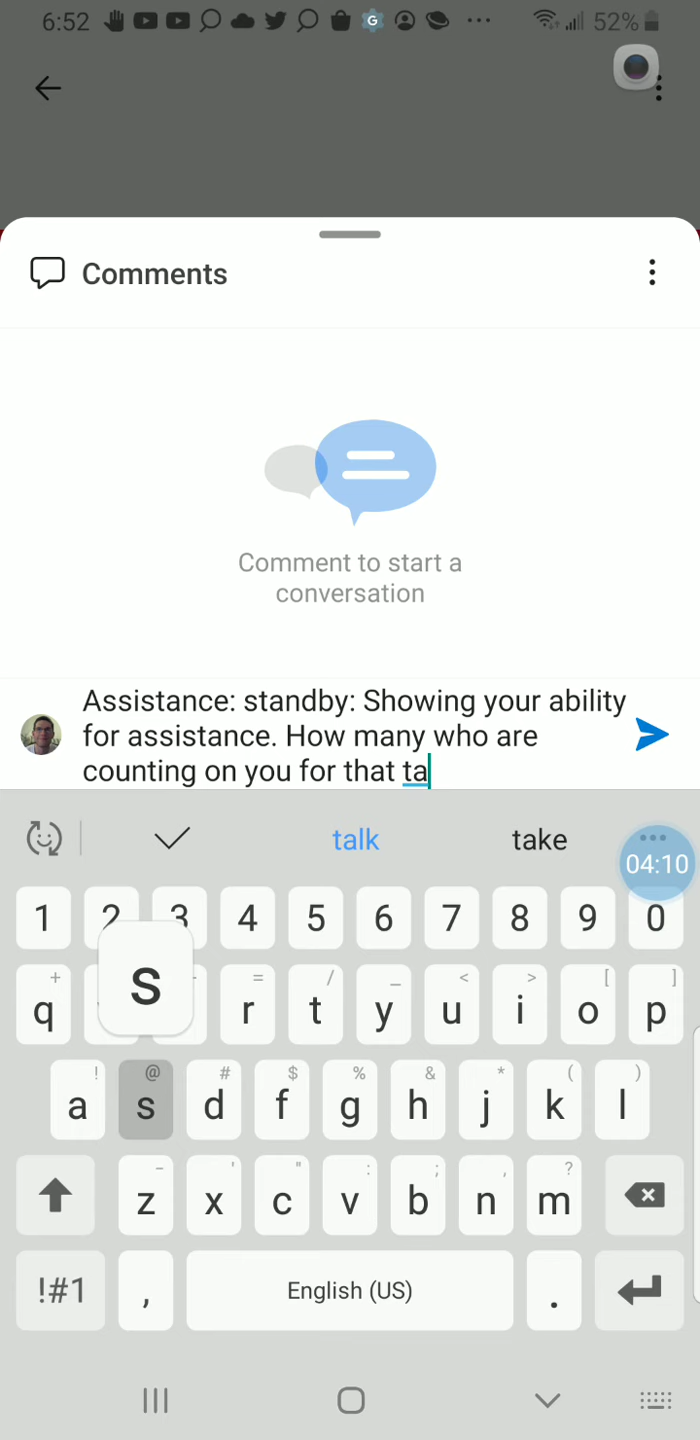 6:52
G
52%
Comments
Comment to start a
conversation
Assistance: standby: Showing your ability
for assistance. How many who are
counting on you for that ta
talk
take
04:10
1 2 3 4 5 6 7 8 9 0
+ = / _ < > [ ]
q r t y u i o p
s
! @ # $ % & * ( )
a s d f g h j k l
- ' " : ; , ?
z x c v b n m
!#1 , English (US) .